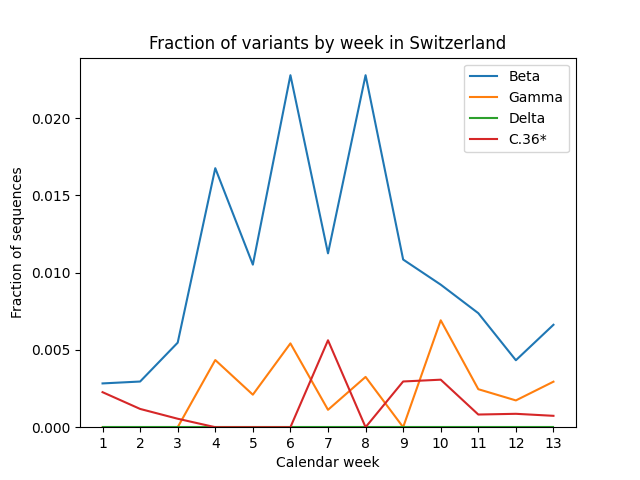 Fraction of variants by week in Switzerland
Beta
Gamma
Delta
C.36*
0.020
0.015
0.010
0.005
0.000
Fraction of sequences
1 2 3 4 5 6 7 8 9 10 11 12 13
Calendar week